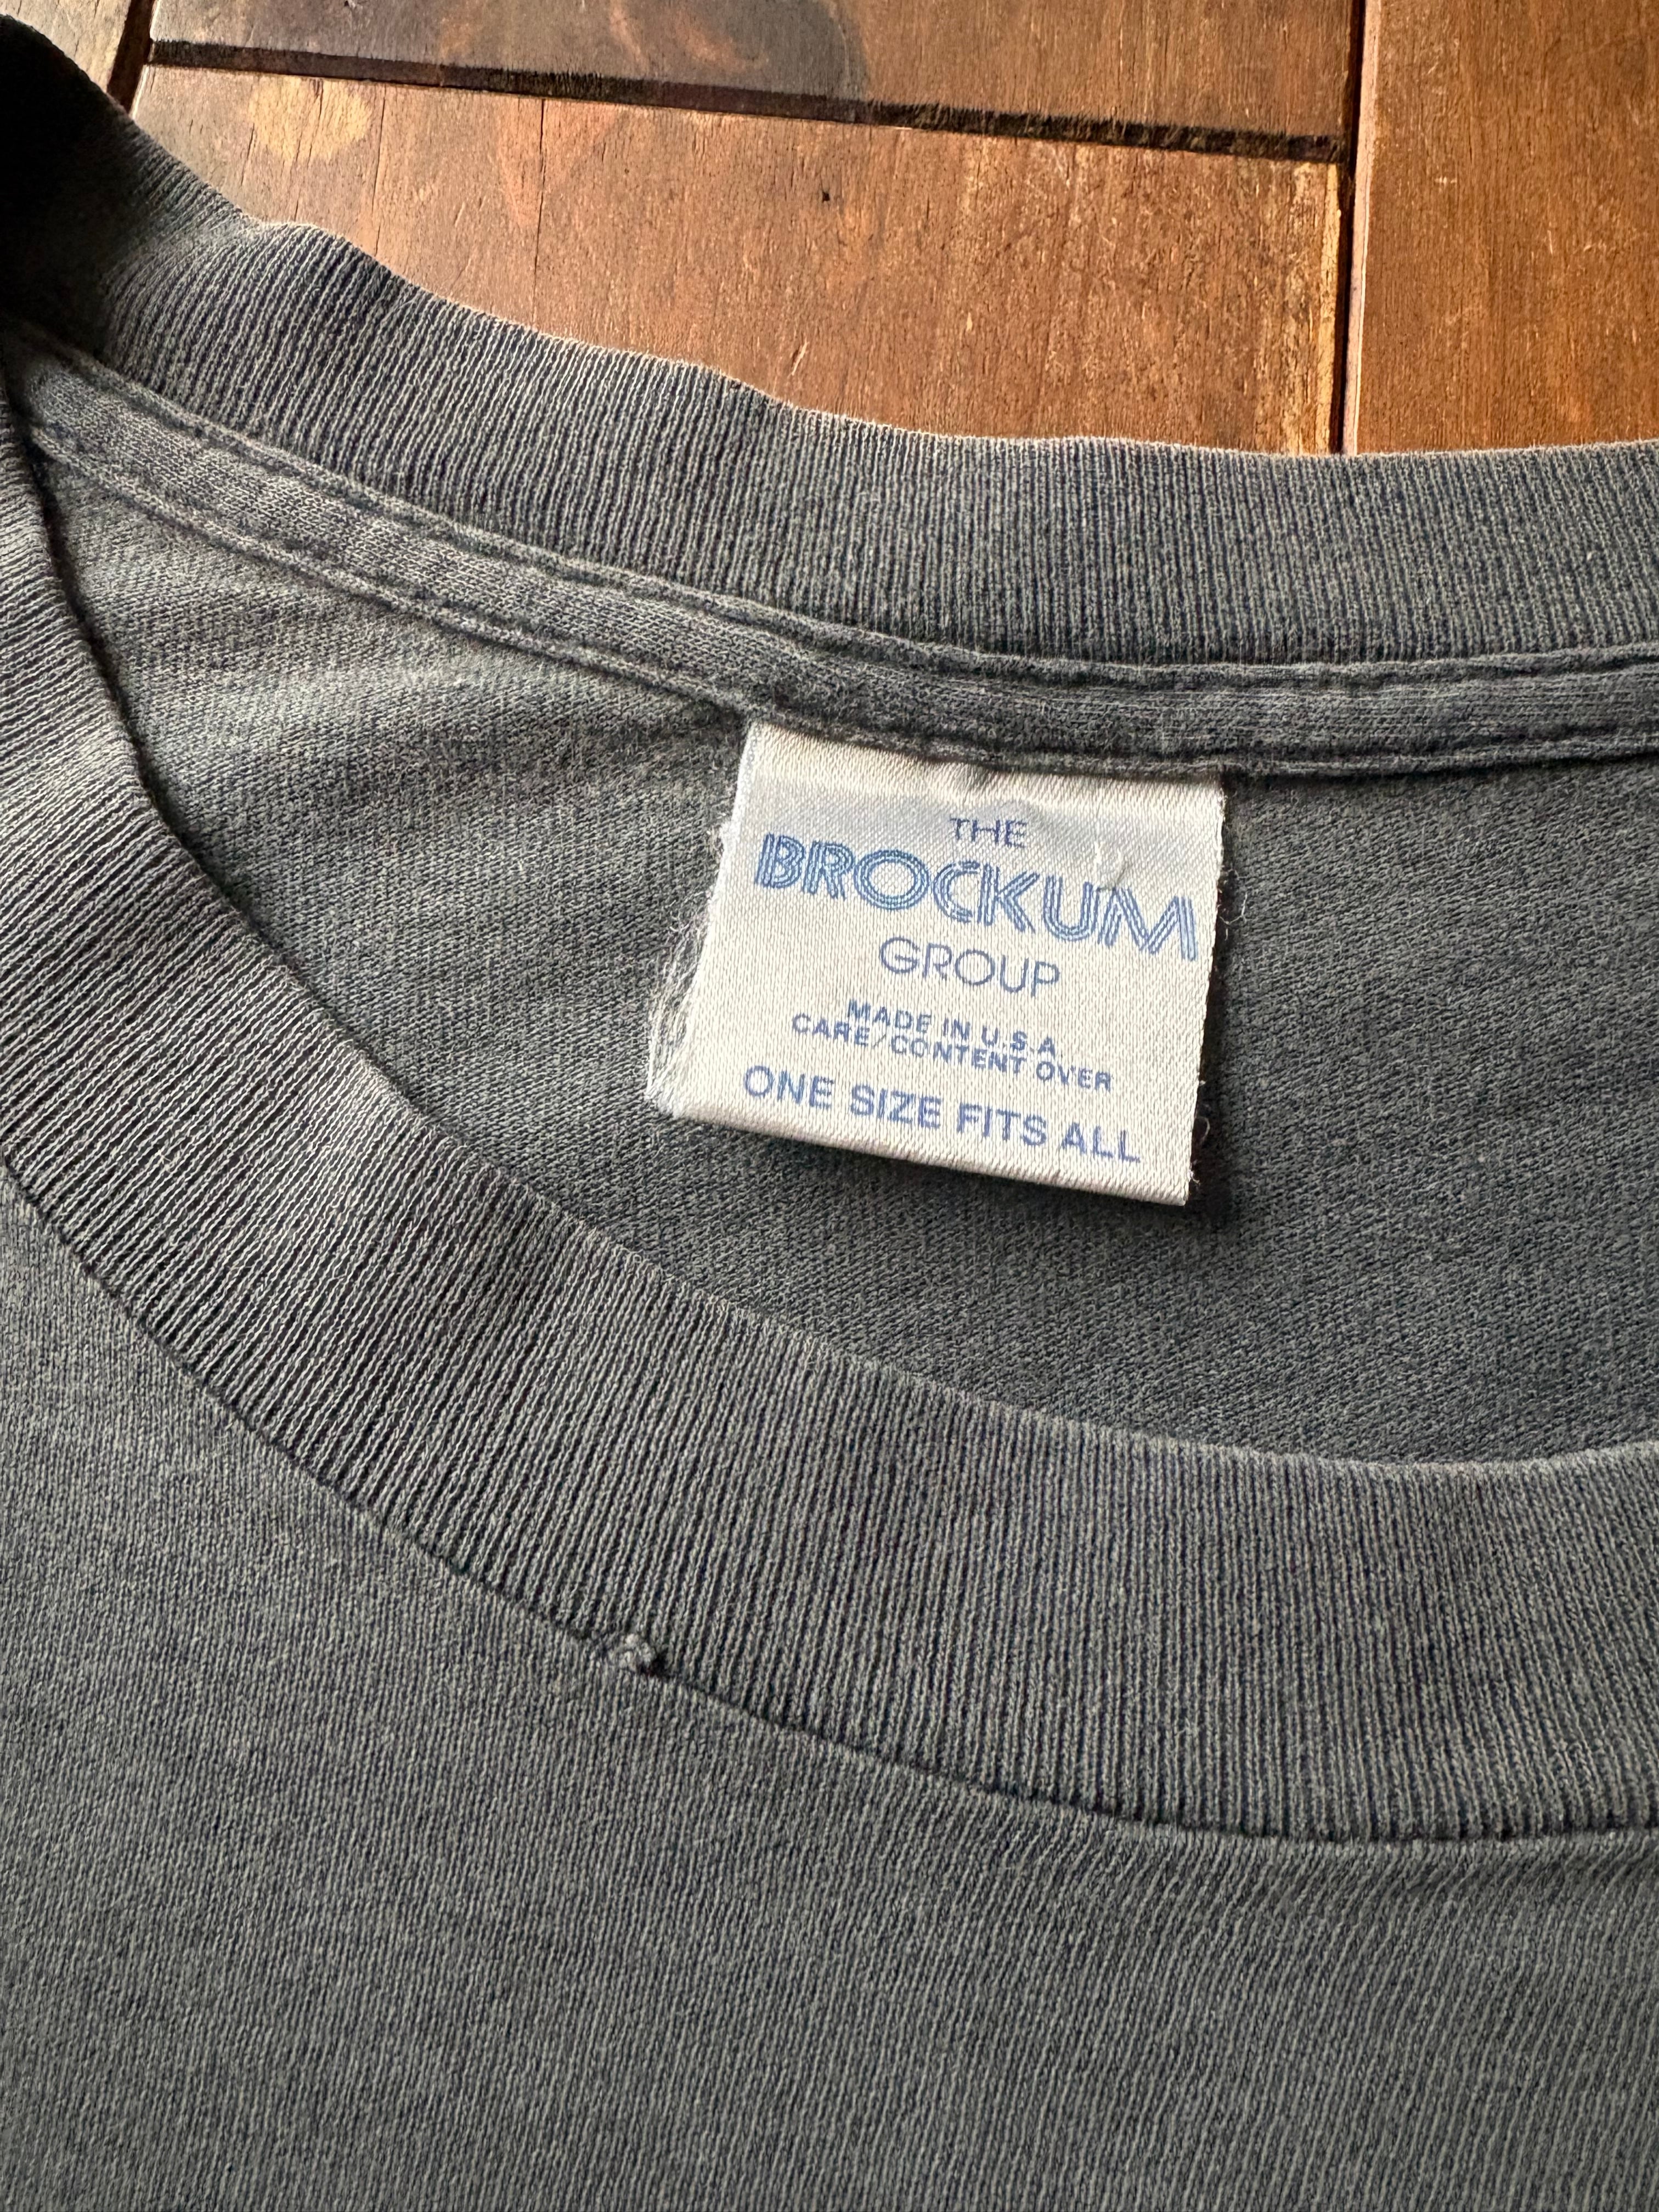 THE
BROCKUM
GROUP
MADE IN U.S.A.
CARE/CONTENT OVER
ONE SIZE FITS ALL